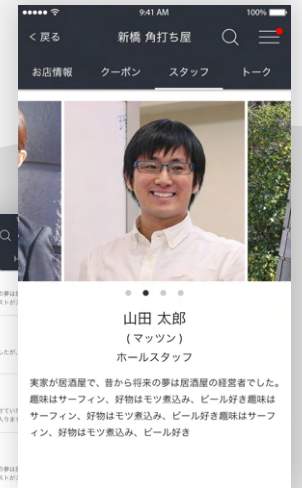 9:41 AM
100%
< 戻る
新橋 角打ち屋
お店情報
クーポン
スタッフ
トーク
山田 太郎
(マッツン)
ホールスタッフ
実家が居酒屋で、昔から将来の夢は居酒屋の経営者でした。
趣味はサーフィン、好物はモツ煮込み、ビール好き趣味は
サーフィン、好物はモツ煮込み、ビール好き趣味はサーフ
ィン、好物はモツ煮込み、ビール好き